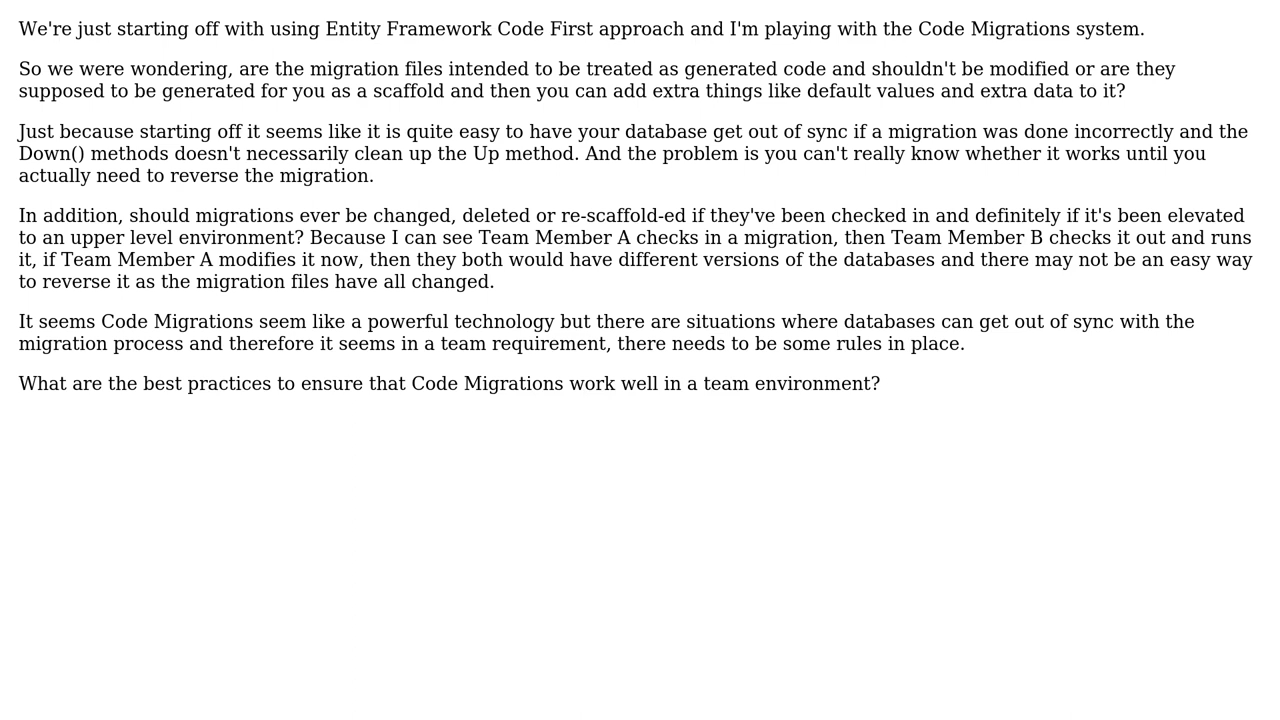 We're just starting off with using Entity Framework Code First approach and I'm playing with the Code Migrations system.
So we were wondering, are the migration files intended to be treated as generated code and shouldn't be modified or are they
supposed to be generated for you as a scaffold and then you can add extra things like default values and extra data to it?
Just because starting off it seems like it is quite easy to have your database get out of sync if a migration was done incorrectly and the
Down() methods doesn't necessarily clean up the Up method. And the problem is you can't really know whether it works until you
actually need to reverse the migration.
In addition, should migrations ever be changed, deleted or re-scaffold-ed if they've been checked in and definitely if it's been elevated
to an upper level environment? Because I can see Team Member A checks in a migration, then Team Member B checks it out and runs
it, if Team Member A modifies it now, then they both would have different versions of the databases and there may not be an easy way
to reverse it as the migration files have all changed.
It seems Code Migrations seem like a powerful technology but there are situations where databases can get out of sync with the
migration process and therefore it seems in a team requirement, there needs to be some rules in place.
What are the best practices to ensure that Code Migrations work well in a team environment?